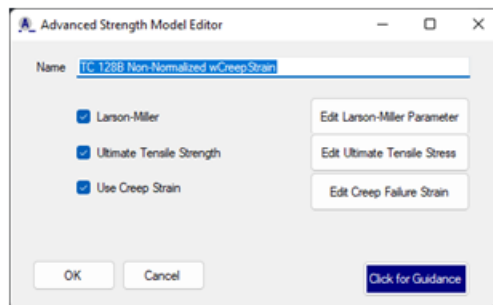 Advanced Strength Model Editor
Name TC 128B Non-Normalized wCreepStrain
Larson-Miller Edit Larson-Miller Parameter
Ultimate Tensile Strength Edit Ultimate Tensile Stress
Use Creep Strain Edit Creep Failure Strain
OK Cancel Click for Guidance